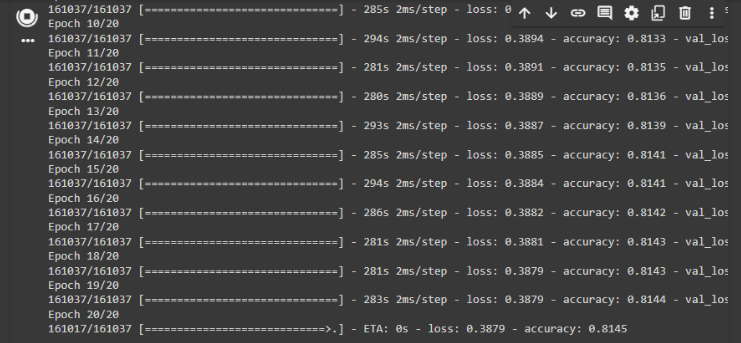 161037/161037 [==============================] - 285s 2ms/step - loss: 0
Epoch 10/20
161037/161037 [==============================] - 294s 2ms/step - loss: 0.3894 - accuracy: 0.8133 - val_los
Epoch 11/20
161037/161037 [==============================] - 281s 2ms/step - loss: 0.3891 - accuracy: 0.8135 - val_los
Epoch 12/20
161037/161037 [==============================] - 280s 2ms/step - loss: 0.3889 - accuracy: 0.8136 - val_los
Epoch 13/20
161037/161037 [==============================] - 293s 2ms/step - loss: 0.3887 - accuracy: 0.8139 - val_los
Epoch 14/20
161037/161037 [==============================] - 285s 2ms/step - loss: 0.3885 - accuracy: 0.8141 - val_los
Epoch 15/20
161037/161037 [==============================] - 294s 2ms/step - loss: 0.3884 - accuracy: 0.8141 - val_los
Epoch 16/20
161037/161037 [==============================] - 286s 2ms/step - loss: 0.3882 - accuracy: 0.8142 - val_los
Epoch 17/20
161037/161037 [==============================] - 281s 2ms/step - loss: 0.3881 - accuracy: 0.8143 - val_los
Epoch 18/20
161037/161037 [==============================] - 281s 2ms/step - loss: 0.3879 - accuracy: 0.8143 - val_los
Epoch 19/20
161037/161037 [==============================] - 283s 2ms/step - loss: 0.3879 - accuracy: 0.8144 - val_los
Epoch 20/20
161017/161037 [============================>.] - ETA: 0s - loss: 0.3879 - accuracy: 0.8145